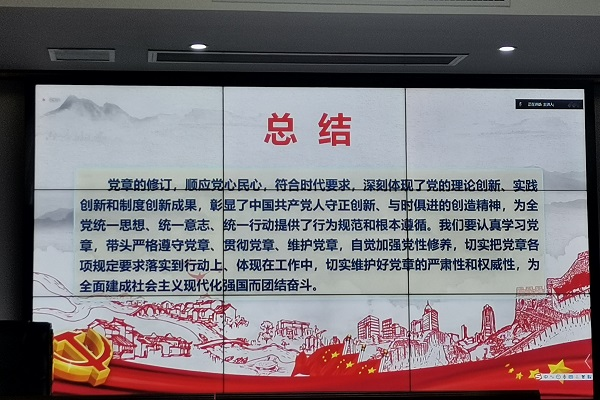 总结
党章的修订，顺应党心民心，符合时代要求，深刻体现了党的理论创新、实践
创新和制度创新成果，彰显了中国共产党人守正创新、与时俱进的创造精神，为全
党统一思想、统一意志、统一行动提供了行为规范和根本遵循。我们要认真学习党
章，带头严格遵守党章、贯彻党章、维护党章，自觉加强党性修养，切实把党章各
项规定要求落实到行动上、体现在工作中，切实维护好党章的严肃性和权威性，为
全面建成社会主义现代化强国而团结奋斗。